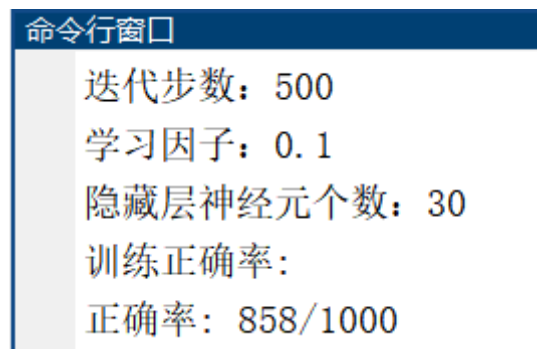 命令行窗口
迭代步数：500
学习因子：0.1
隐藏层神经元个数：30
训练正确率:
正确率: 858/1000